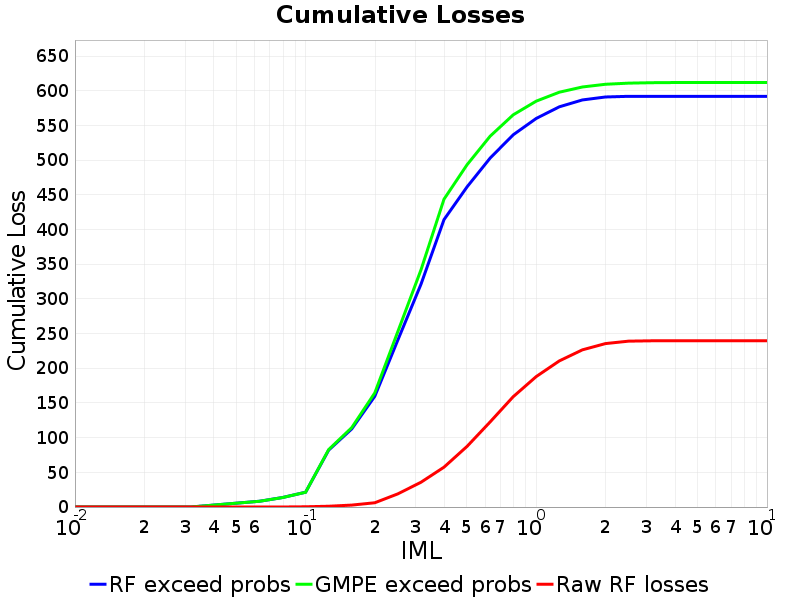 Cumulative Losses
Cumulative Loss
650
600
550
500
450
400
350
300
250
200
150
100
50
0
10-2 2 3 4 5 6 10-1 2 3 4 5 6 7 100 2 3 4 5 6 7 101
IML
RF exceed probs GMPE exceed probs Raw RF losses